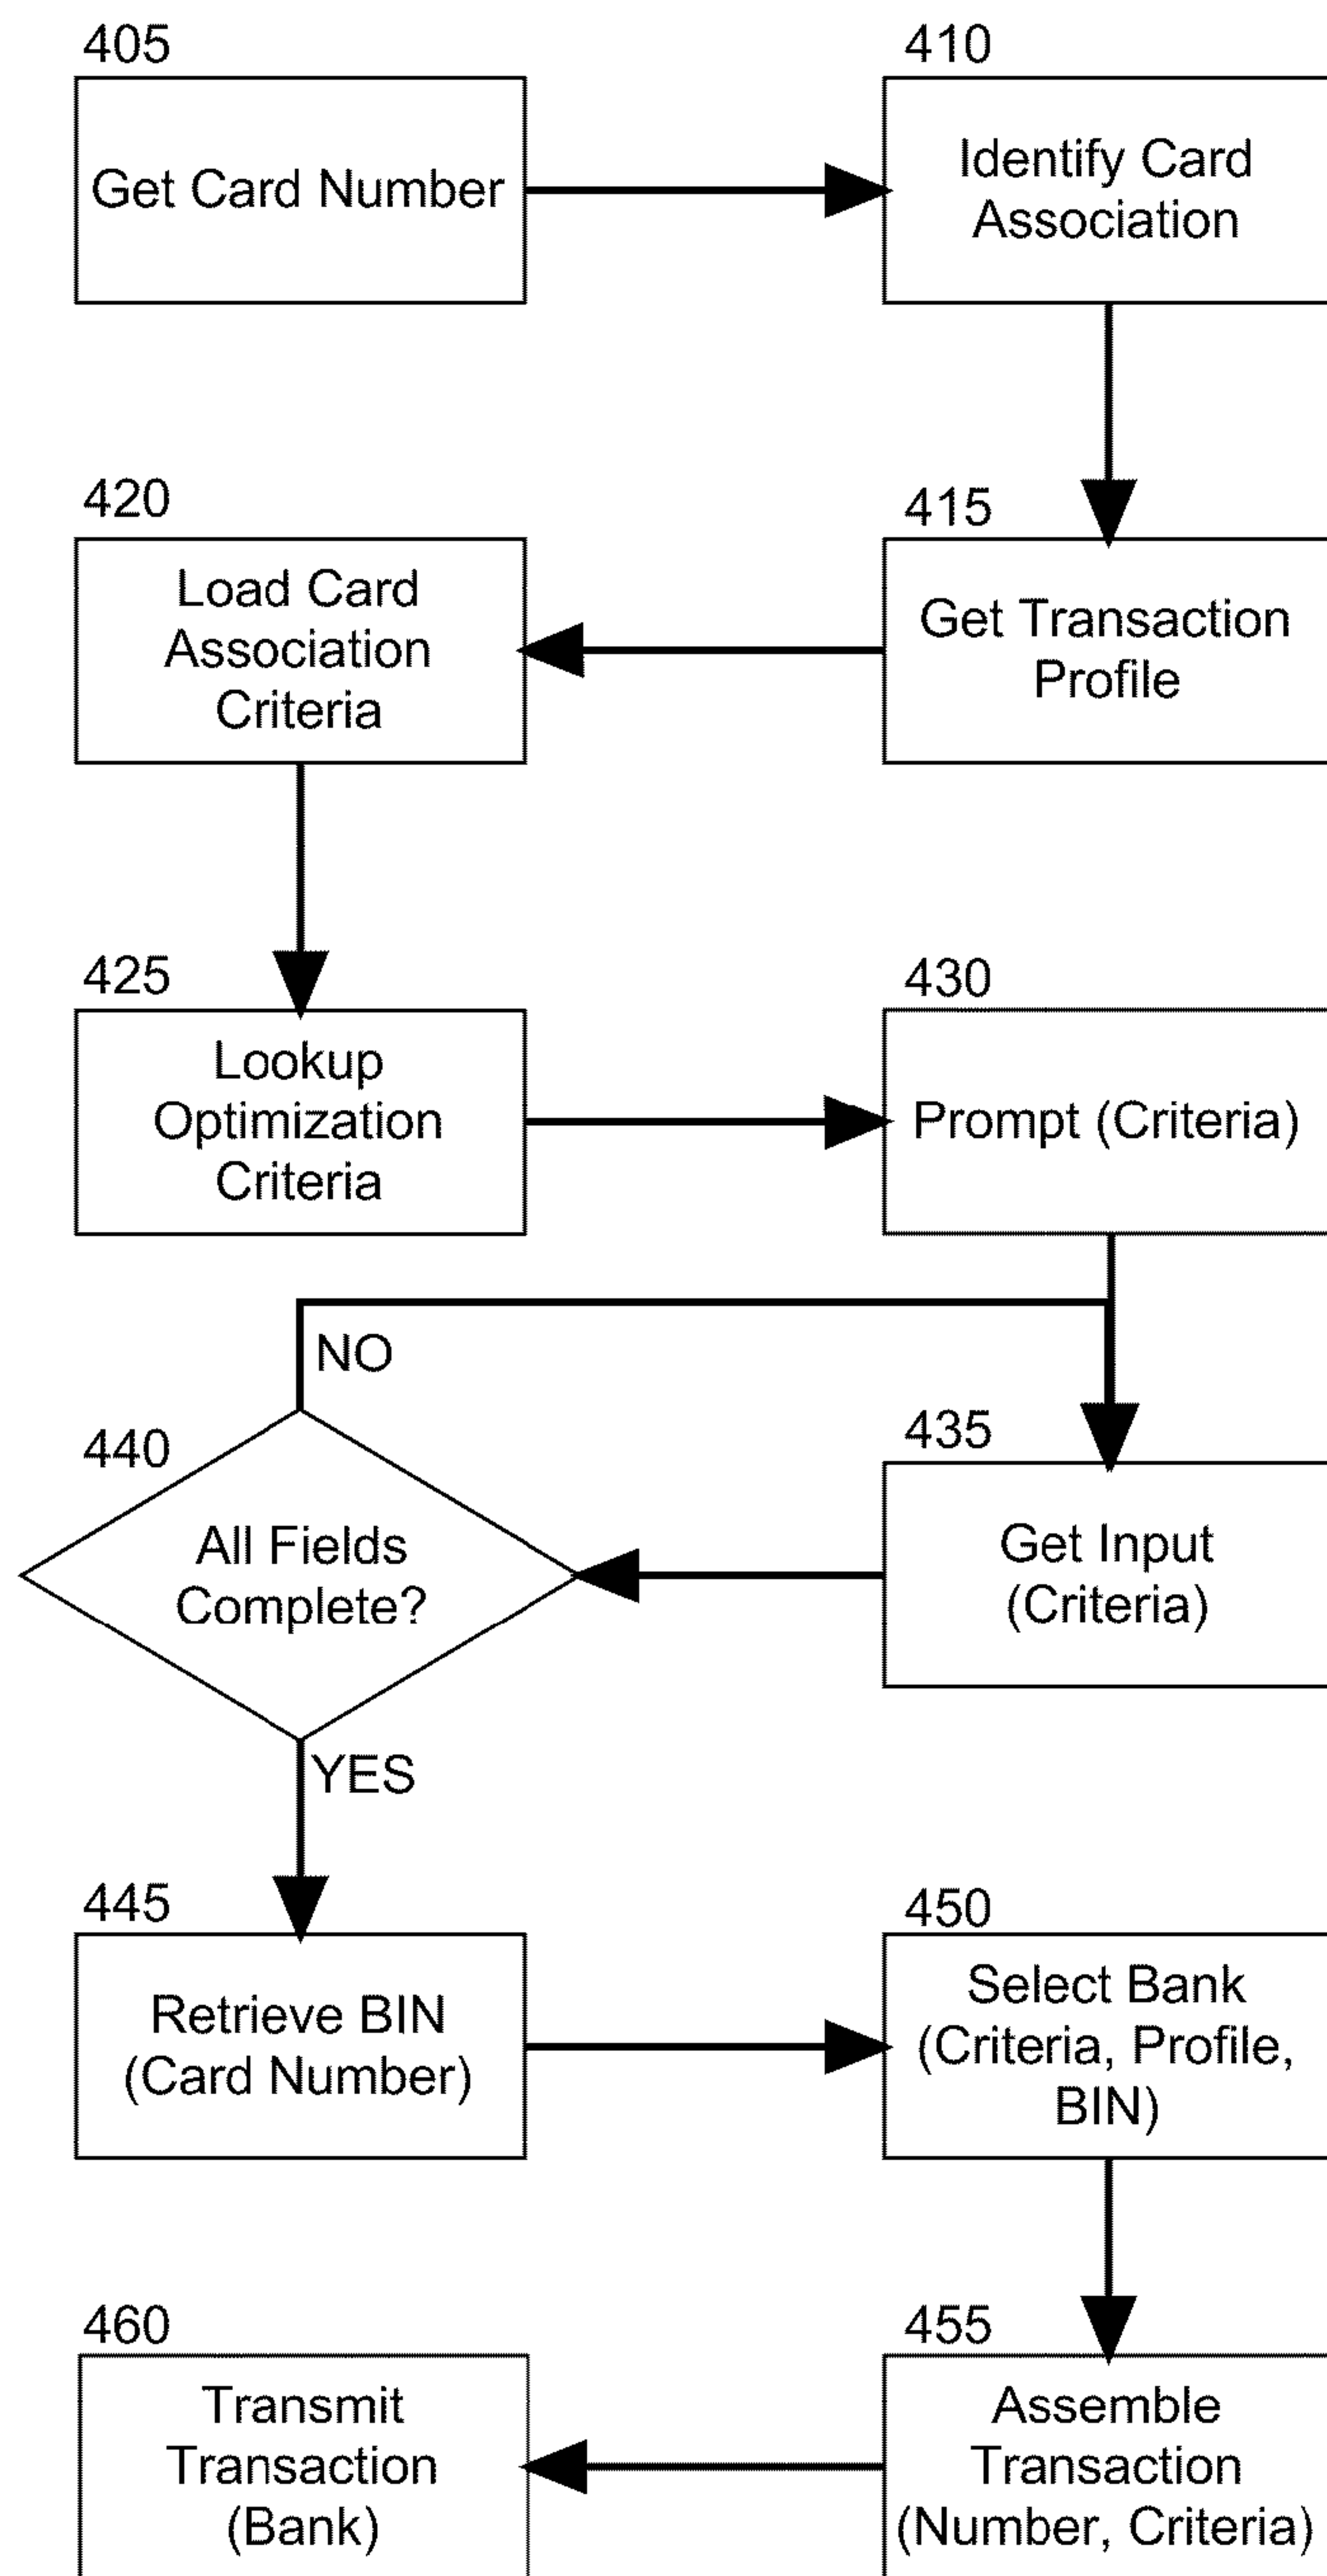 405
Get Card Number
410
Identify Card
Association
420
Load Card
Association
Criteria
415
Get Transaction
Profile
425
Lookup
Optimization
Criteria
430
Prompt (Criteria)
NO
440
All Fields
Complete?
435
Get Input
(Criteria)
YES
445
Retrieve BIN
(Card Number)
450
Select Bank
(Criteria, Profile,
BIN)
460
Transmit
Transaction
(Bank)
455
Assemble
Transaction
(Number, Criteria)